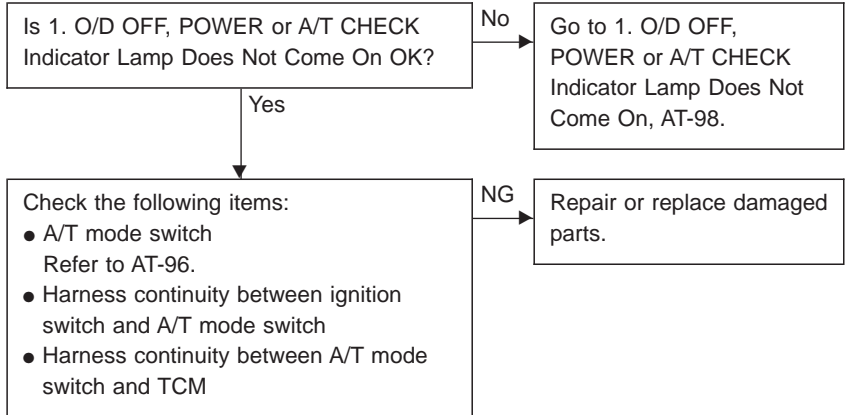 Is 1. O/D OFF, POWER or A/T CHECK
Indicator Lamp Does Not Come On OK?
No
Go to 1. O/D OFF,
POWER or A/T CHECK
Indicator Lamp Does Not
Come On, AT-98.
Yes
Check the following items:
● A/T mode switch
Refer to AT-96.
● Harness continuity between ignition
switch and A/T mode switch
● Harness continuity between A/T mode
switch and TCM
NG
Repair or replace damaged
parts.